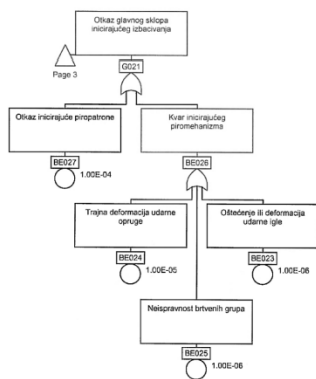 Otkaz glavnog sklopa
inicirajućeg izbacivanja
Page 3
G021
Otkaz inicirajuće piropatrone
Kvar inicirajućeg
piromehanizma
BE027
BE026
1.00E-04
Trajna deformacija udarne
opruge
Oštećenje ili deformacija
udarne igle
BE024
BE023
1.00E-05
1.00E-06
Neispravnost brtvenih grupa
BE025
1.00E-06